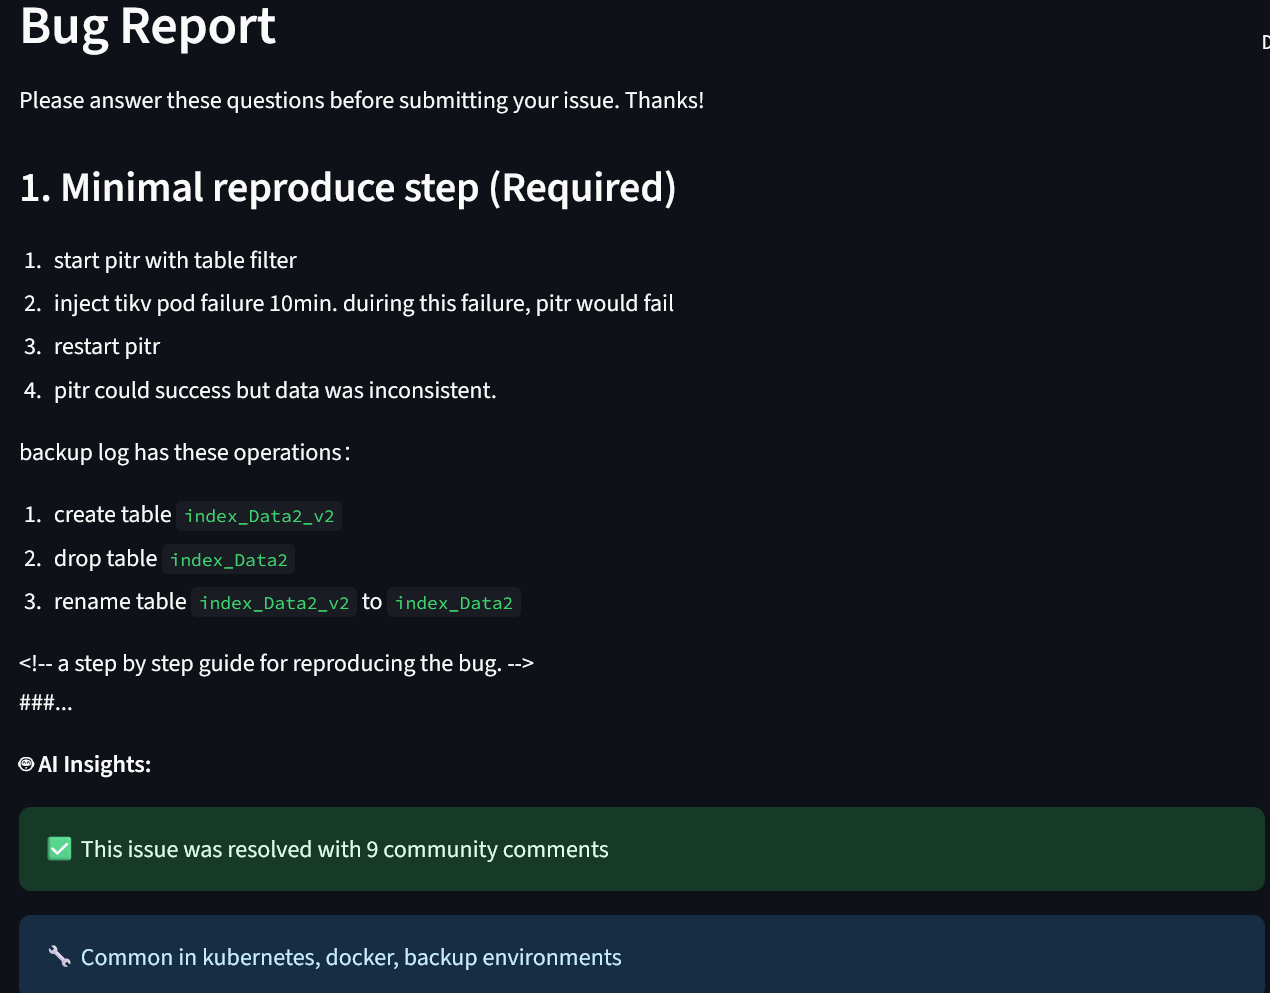 Bug Report
D
Please answer these questions before submitting your issue. Thanks!
1. Minimal reproduce step (Required)
1. start pitr with table filter
2. inject tikv pod failure 10min. duiring this failure, pitr would fail
3. restart pitr
4. pitr could success but data was inconsistent.
backup log has these operations：
1. create table index_Data2_v2
2. drop table index_Data2
3. rename table index_Data2_v2 to index_Data2
<!-- a step by step guide for reproducing the bug. -->
###...
AI Insights:
✅ This issue was resolved with 9 community comments
🔧 Common in kubernetes, docker, backup environments